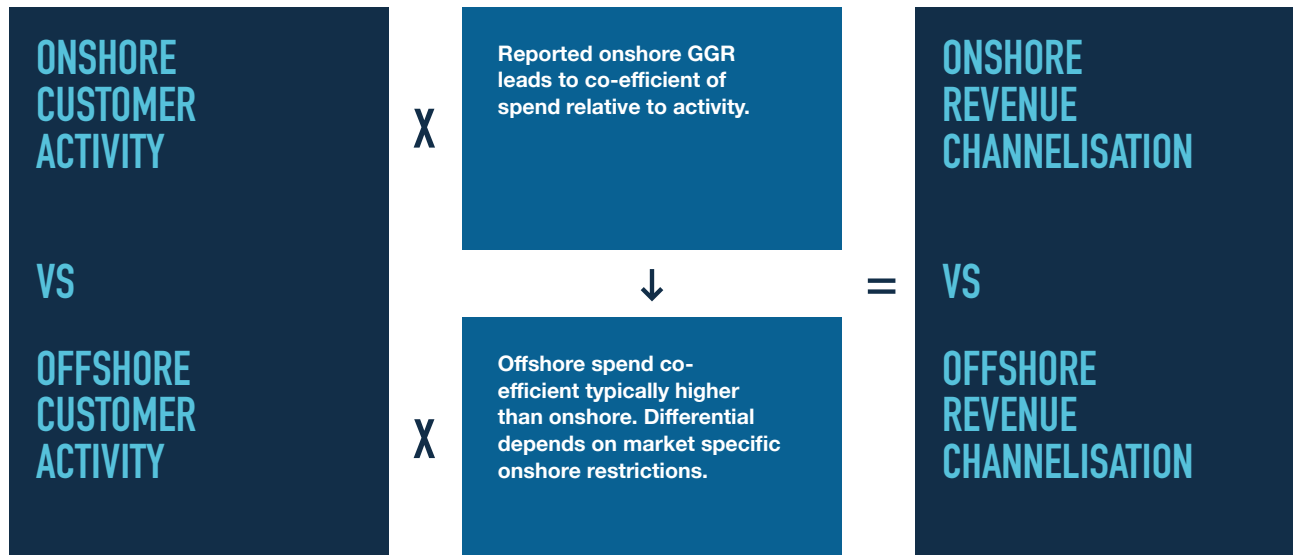 ONSHORE
CUSTOMER
ACTIVITY
VS
OFFSHORE
CUSTOMER
ACTIVITY
X
Reported onshore GGR
leads to co-efficient of
spend relative to activity.
↓
X
Offshore spend co-
efficient typically higher
than onshore. Differential
depends on market specific
onshore restrictions.
=
ONSHORE
REVENUE
CHANNELISATION
VS
OFFSHORE
REVENUE
CHANNELISATION